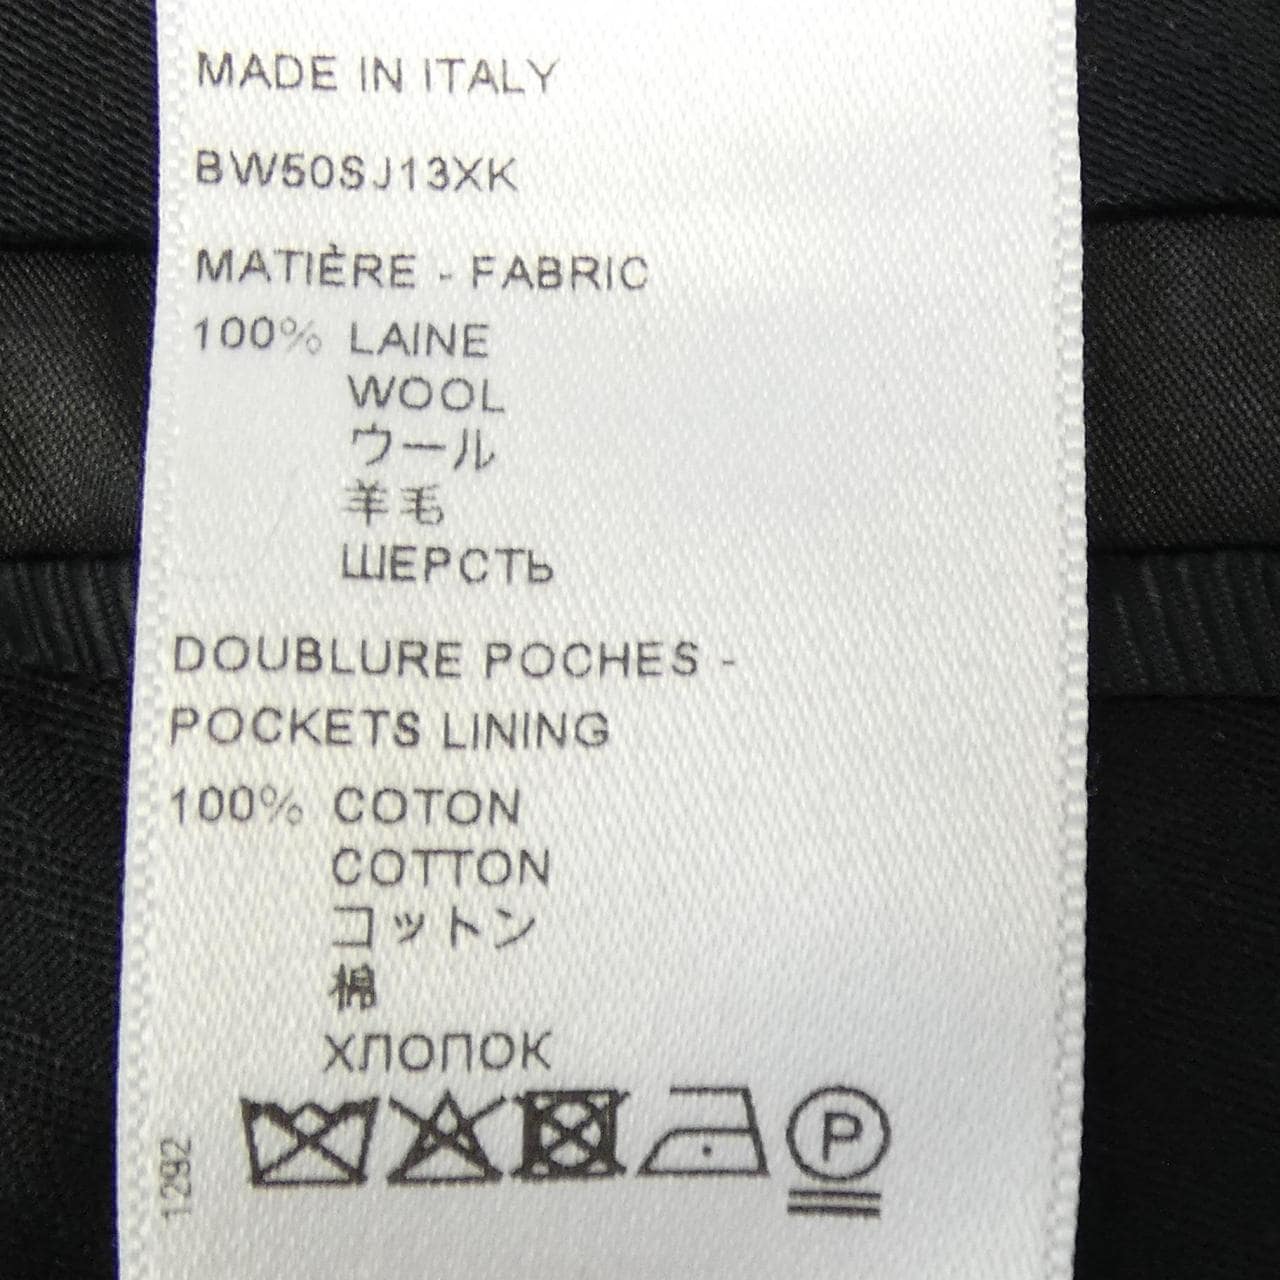 MADE IN ITALY
BW50SJ13XK
MATIÈRE - FABRIC
100% LAINE
WOOL
ウール
羊毛
ШЕРСТЬ
DOUBLURE POCHES -
POCKETS LINING
100% COTON
COTTON
コットン
棉
ХЛОПОК
P
1292